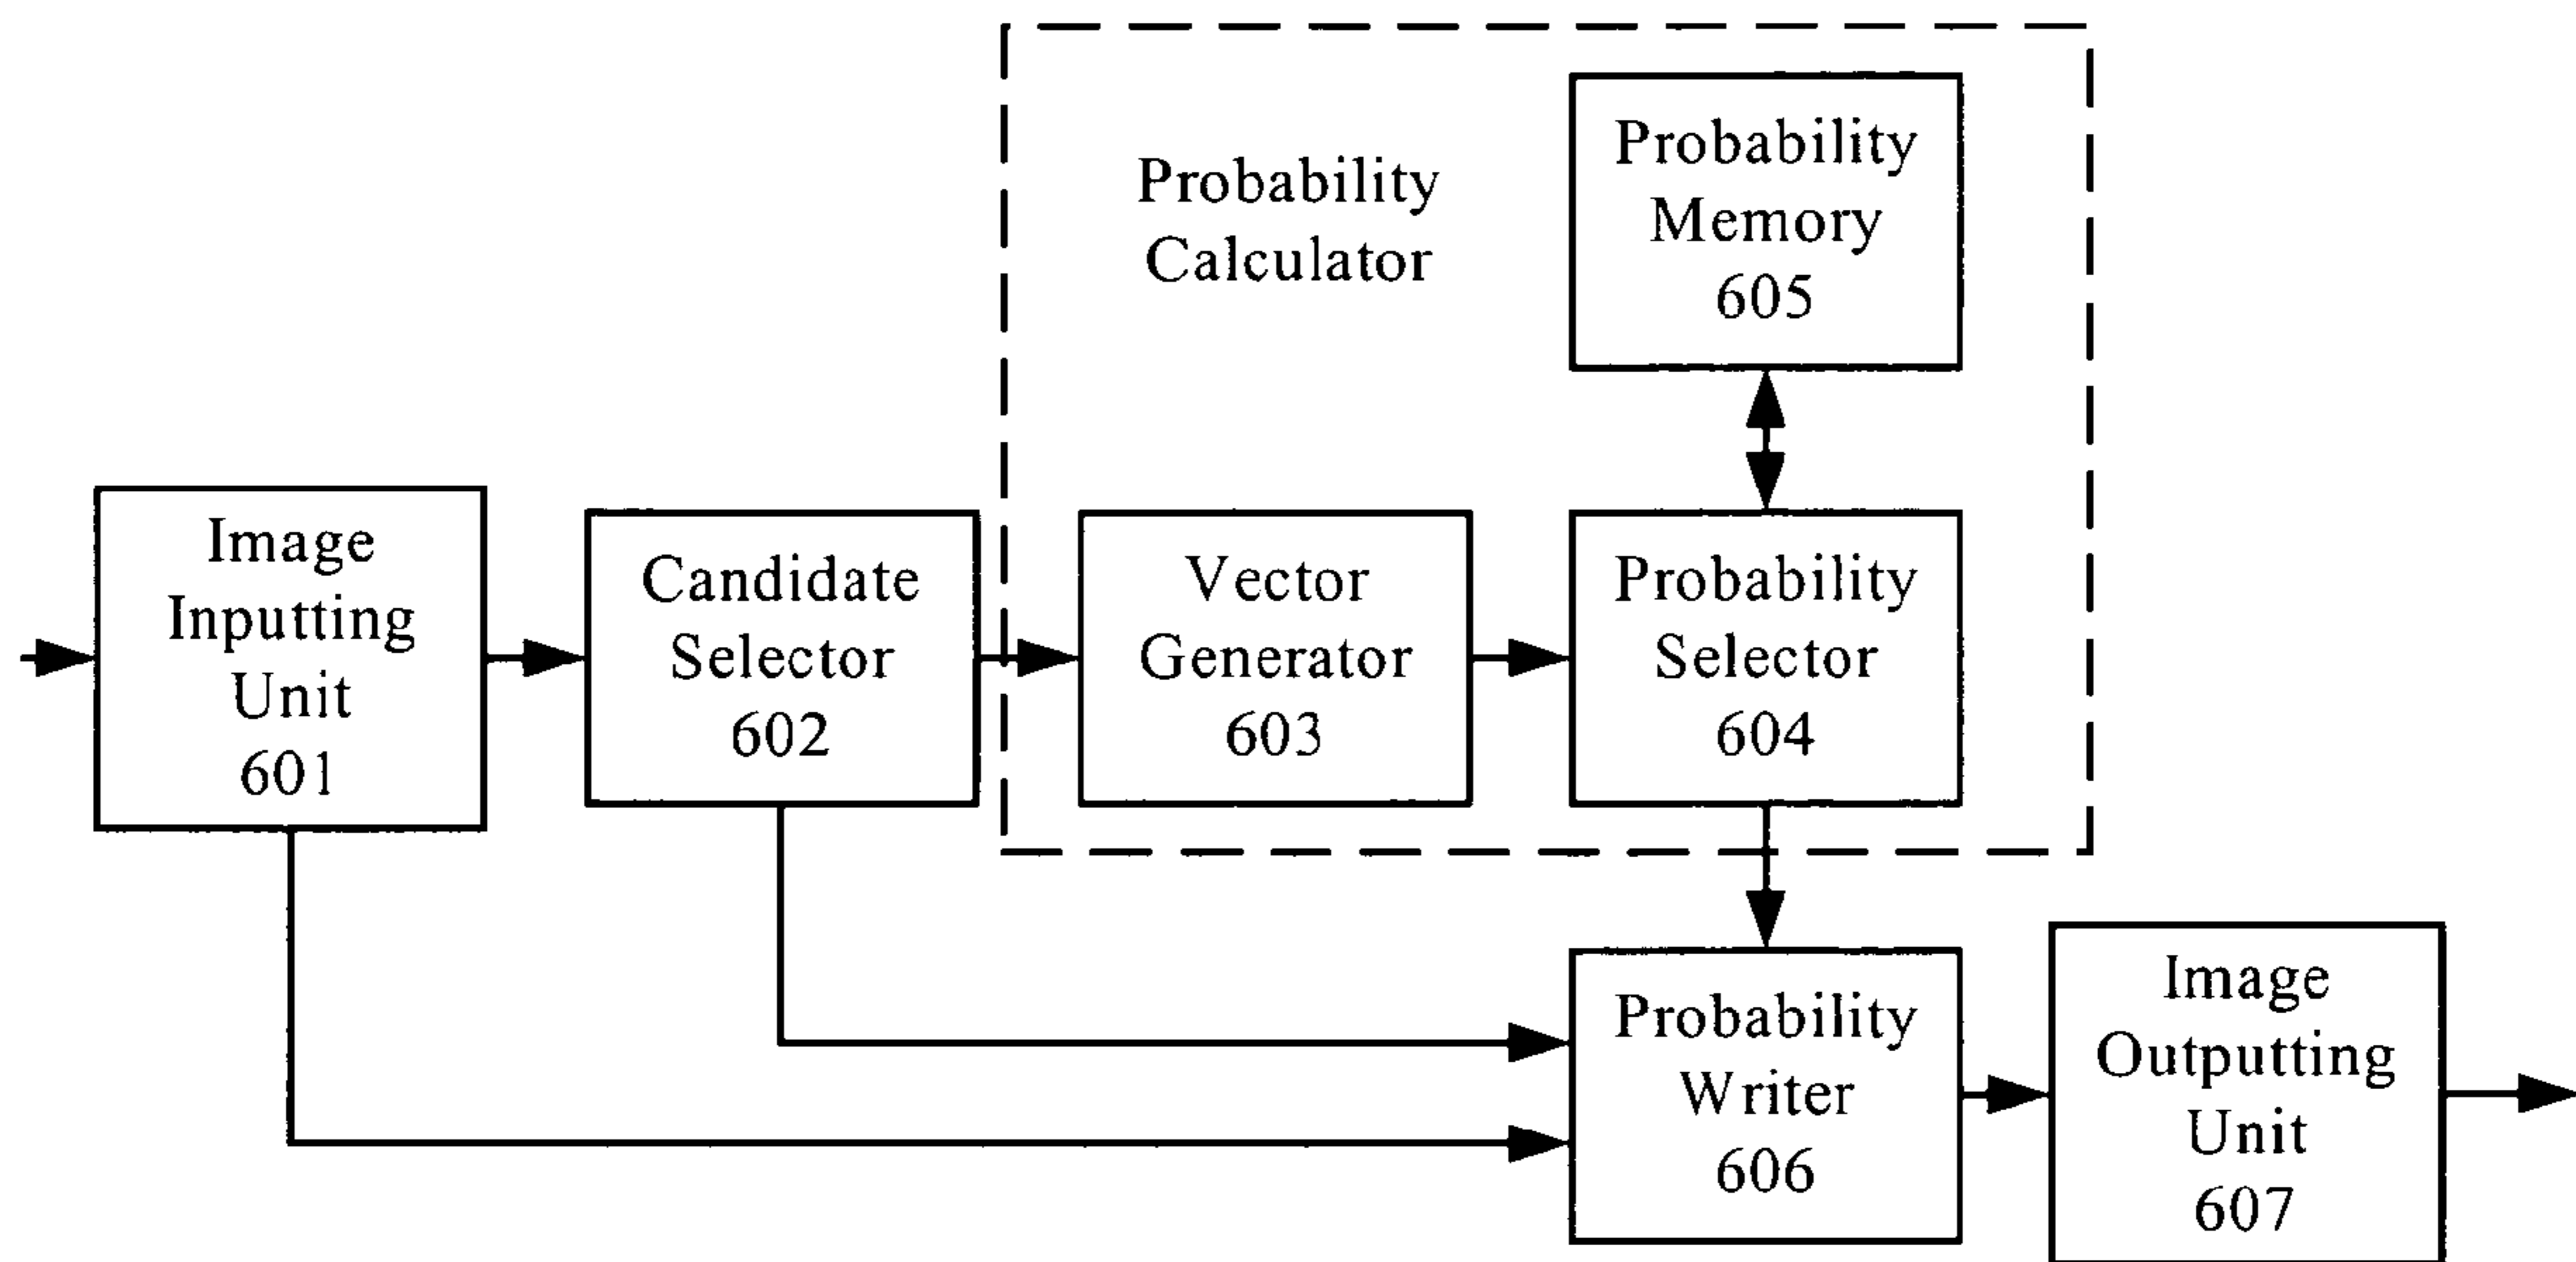 Probability
Calculator
Probability
Memory
605
Image
Inputting
Unit
601
Candidate
Selector
602
Vector
Generator
603
Probability
Selector
604
Probability
Writer
606
Image
Outputting
Unit
607